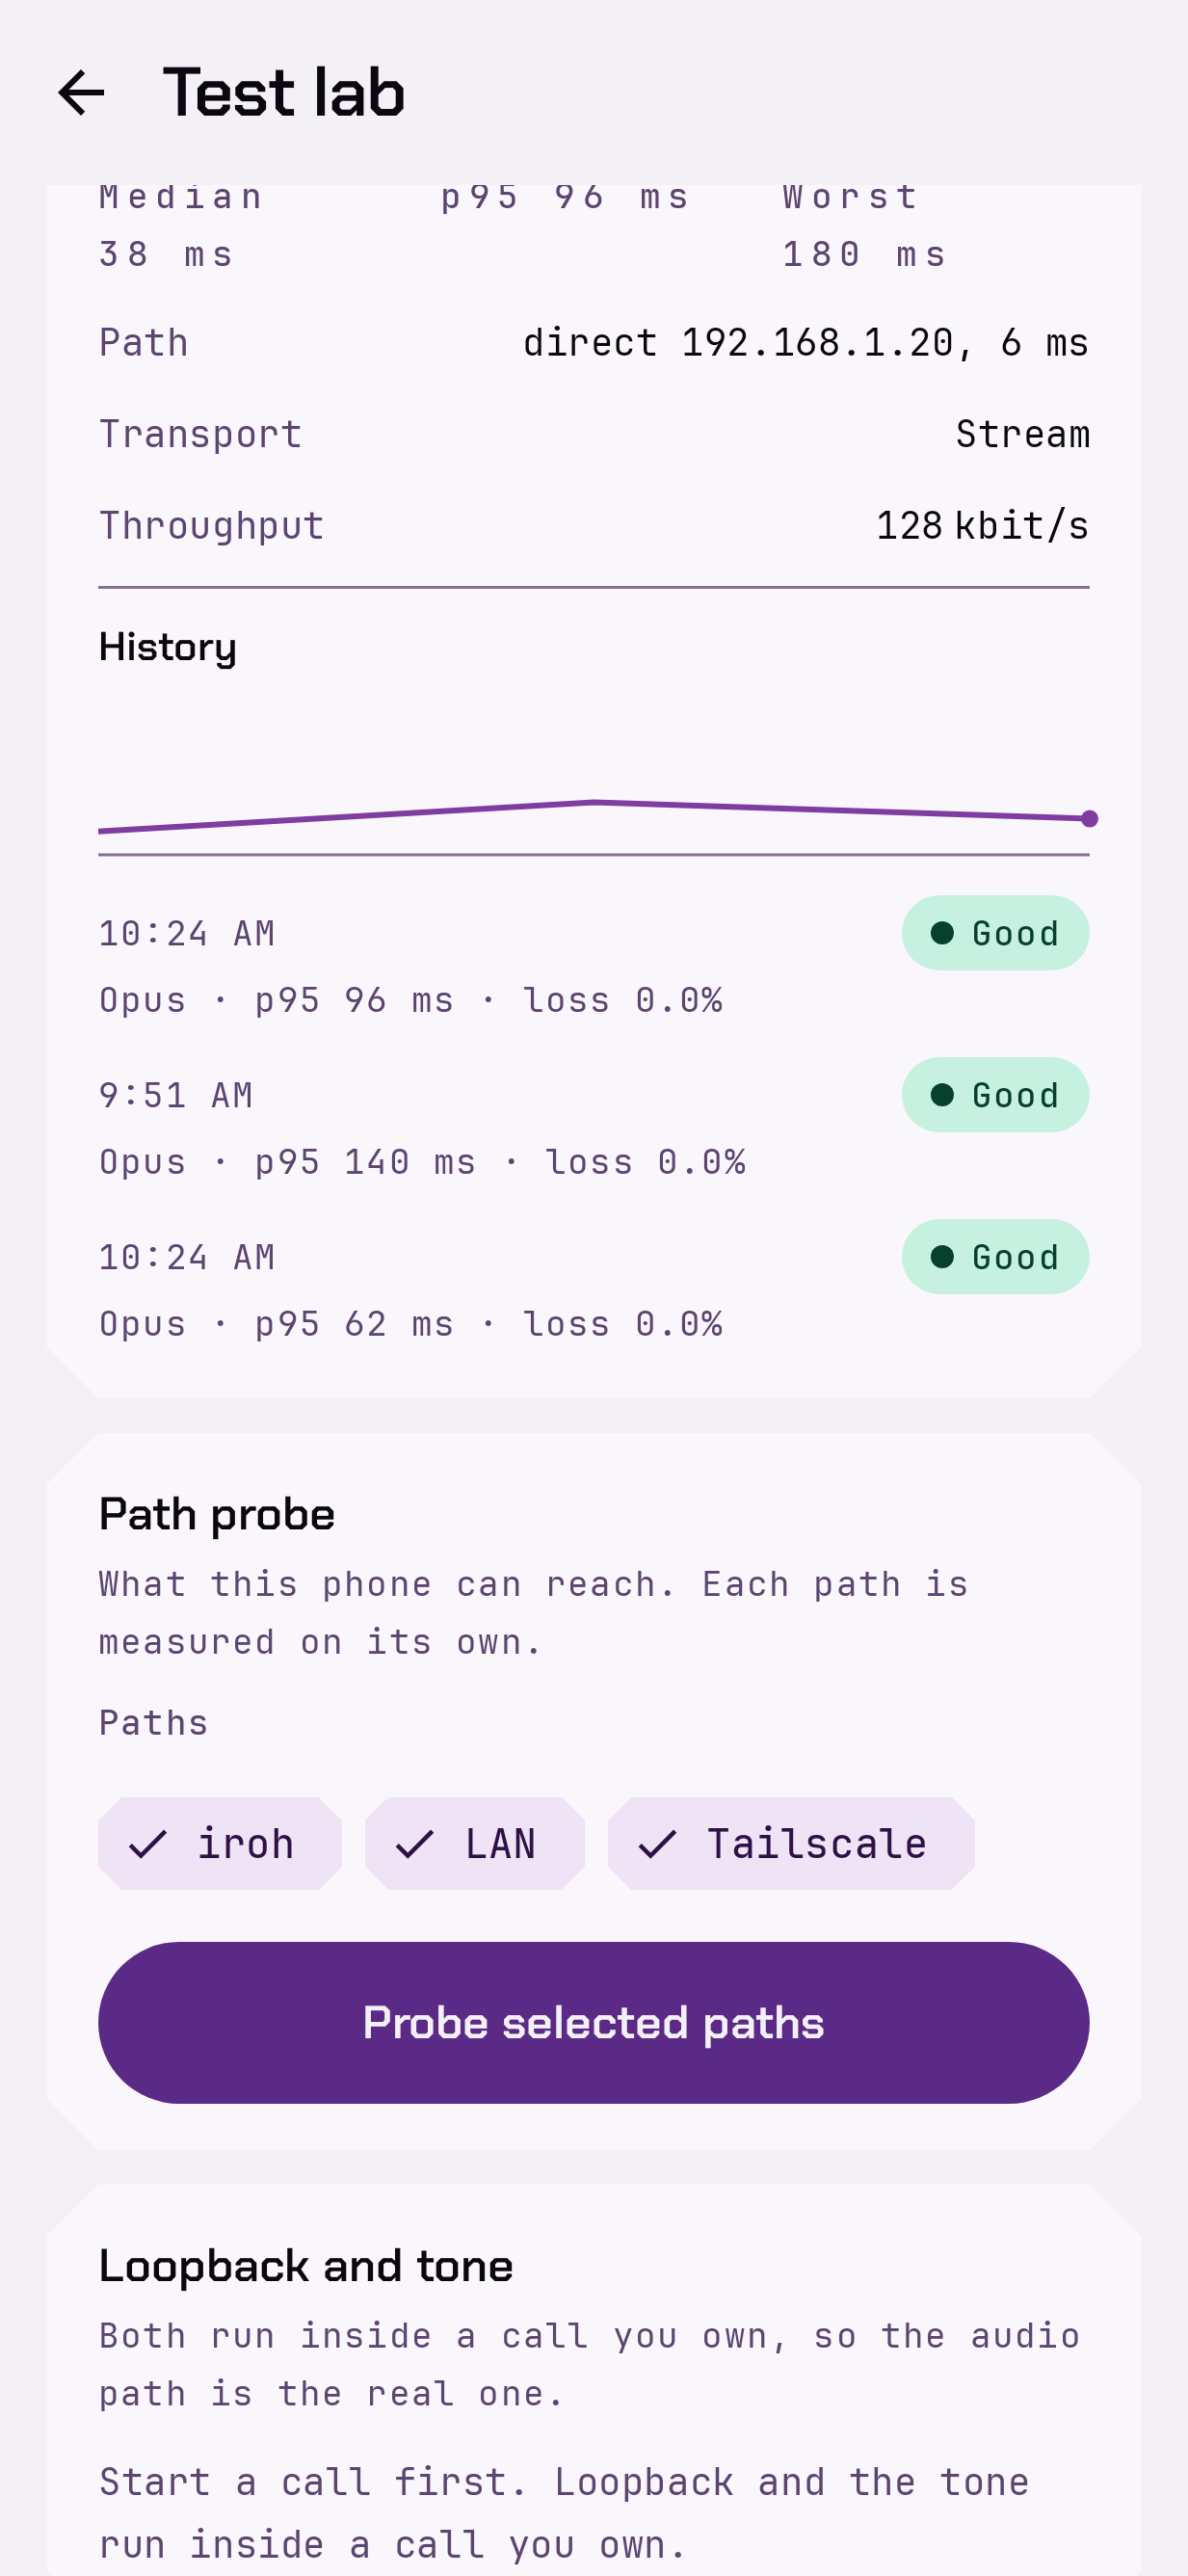 Test lab
Median p95 96 ms Worst
38 ms 180 ms
Path direct 192.168.1.20, 6 ms
Transport Stream
Throughput 128 kbit/s
History
10:24 AM Good
Opus · p95 96 ms · loss 0.0%
9:51 AM Good
Opus · p95 140 ms · loss 0.0%
10:24 AM Good
Opus · p95 62 ms · loss 0.0%
Path probe
What this phone can reach. Each path is
measured on its own.
Paths
iroh LAN Tailscale
Probe selected paths
Loopback and tone
Both run inside a call you own, so the audio
path is the real one.
Start a call first. Loopback and the tone
run inside a call you own.